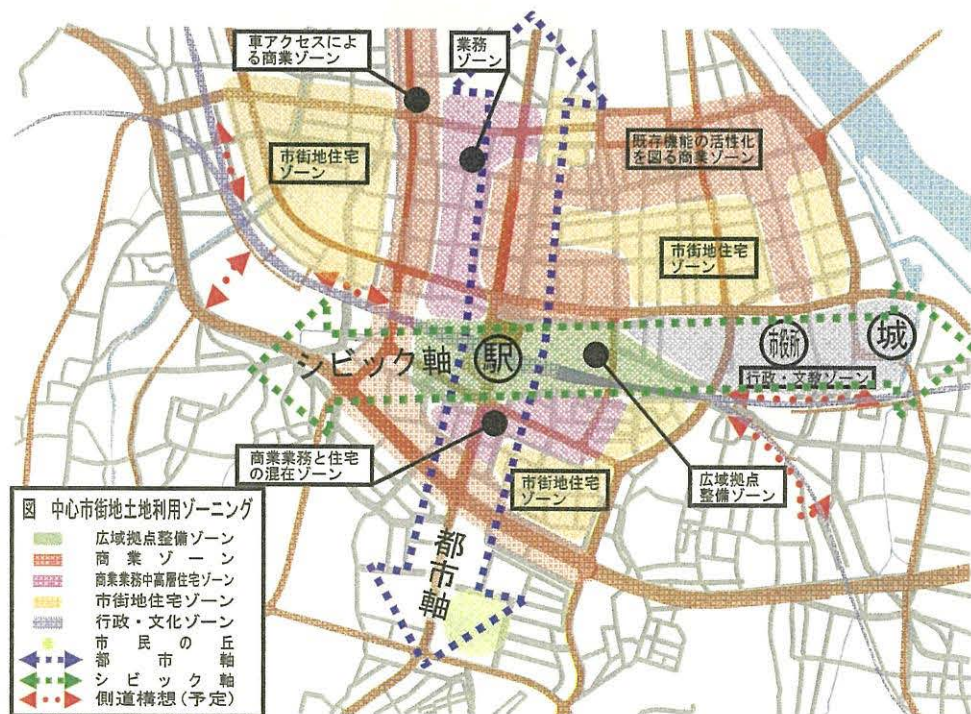 車アクセスによ
る商業ゾーン
業務
ゾーン
市街地住宅
ゾーン
既存機能の活性化
を図る商業ゾーン
市街地住宅
ゾーン
シビック軸
駅
市役所
城
行政・文教ゾーン
商業業務と住宅
の混在ゾーン
市街地住宅
ゾーン
広域拠点
整備ゾーン
都市軸
図 中心市街地土地利用ゾーニング
広域拠点整備ゾーン
商業ゾーン
商業業務中高層住宅ゾーン
市街地住宅ゾーン
行政・文化ゾーン
市民の丘
都市軸
シビック軸
側道構想(予定)